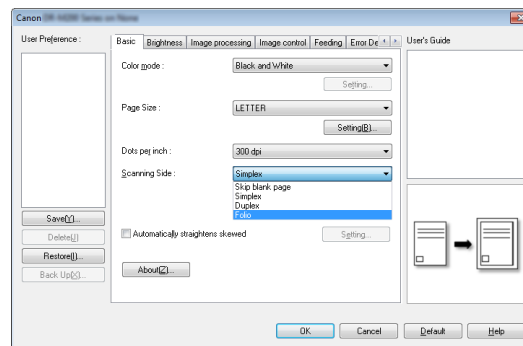 Canon
User Preference :
Basic Brightness Image processing Image control Feeding
User's Guide
Color mode : Black and White
Setting...
Page Size : LETTER
Setting(B)...
Dots per inch : 300 dpi
Scanning Side : Simplex
Skip blank page
Simplex
Duplex
Folio
Save(Y)...
Delete(J)
Restore(I)...
Back Up(X)...
Automatically straightens skewed
Setting...
About(Z)...
OK Cancel Default Help